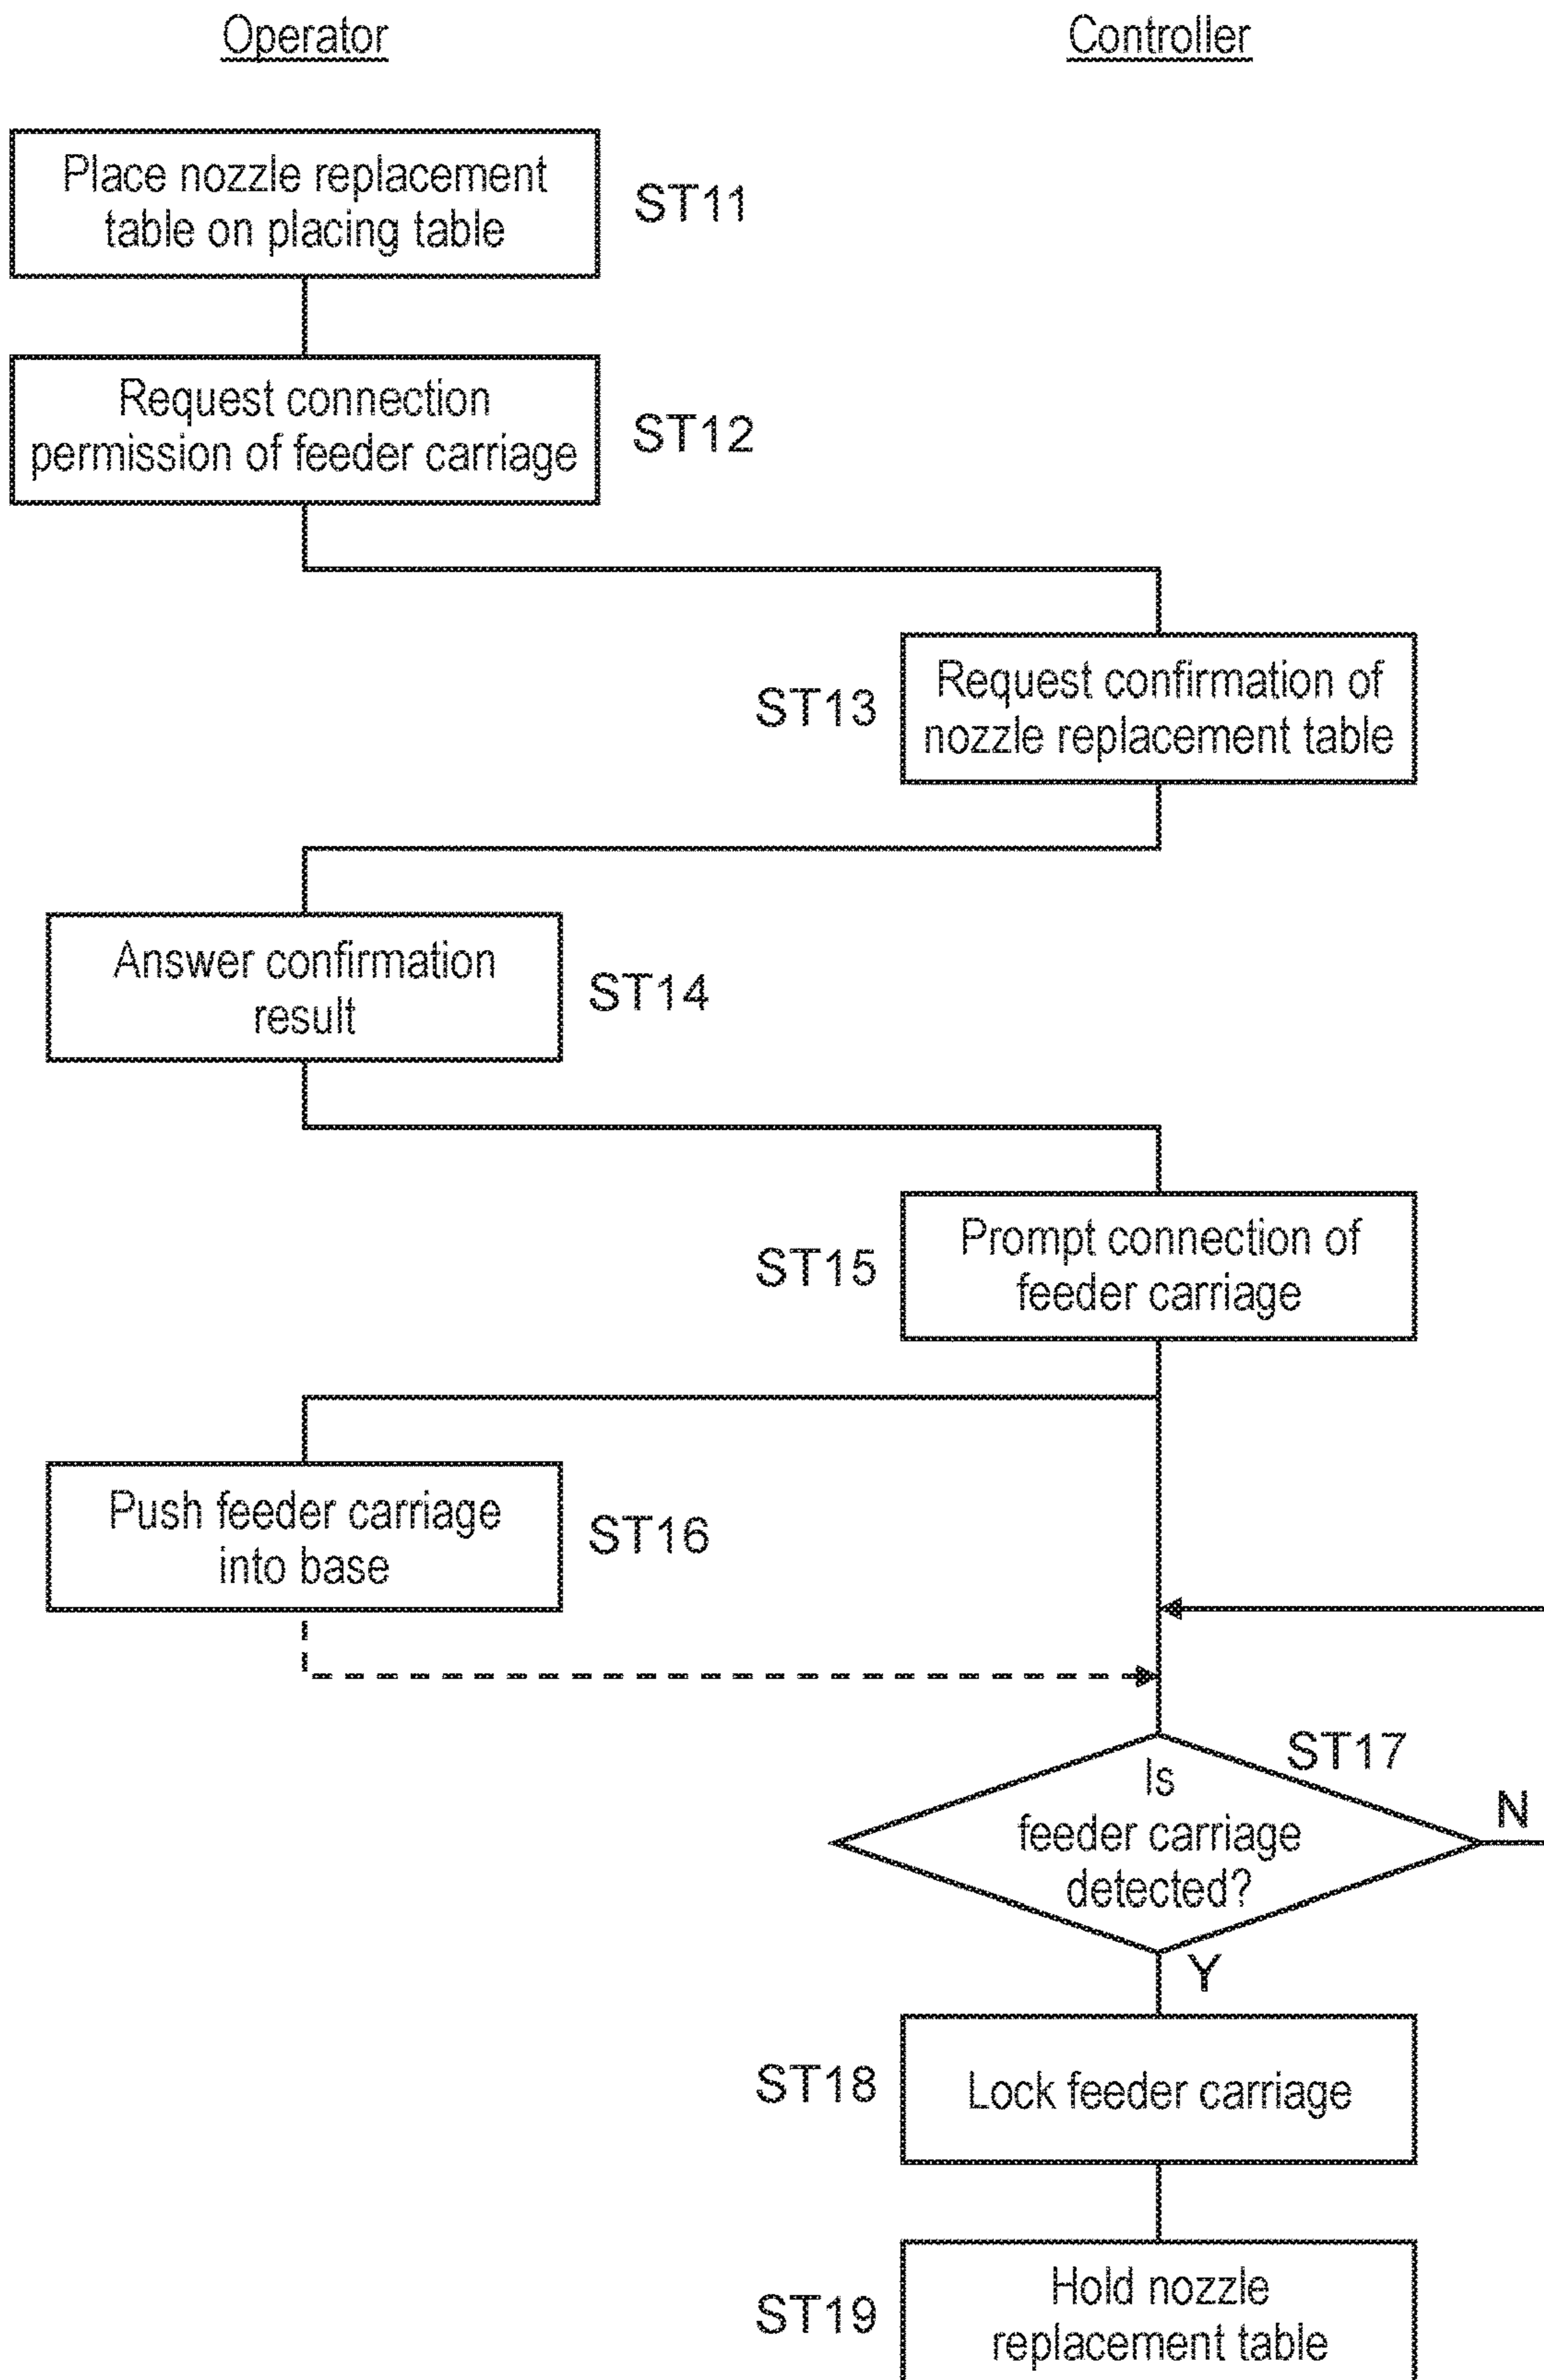 Operator
Controller
Place nozzle replacement
table on placing table
ST11
Request connection
permission of feeder carriage
ST12
ST13
Request confirmation of
nozzle replacement table
Answer confirmation
result
ST14
ST15
Prompt connection of
feeder carriage
Push feeder carriage
into base
ST16
ST17
Is
feeder carriage
detected?
N
Y
ST18
Lock feeder carriage
ST19
Hold nozzle
replacement table